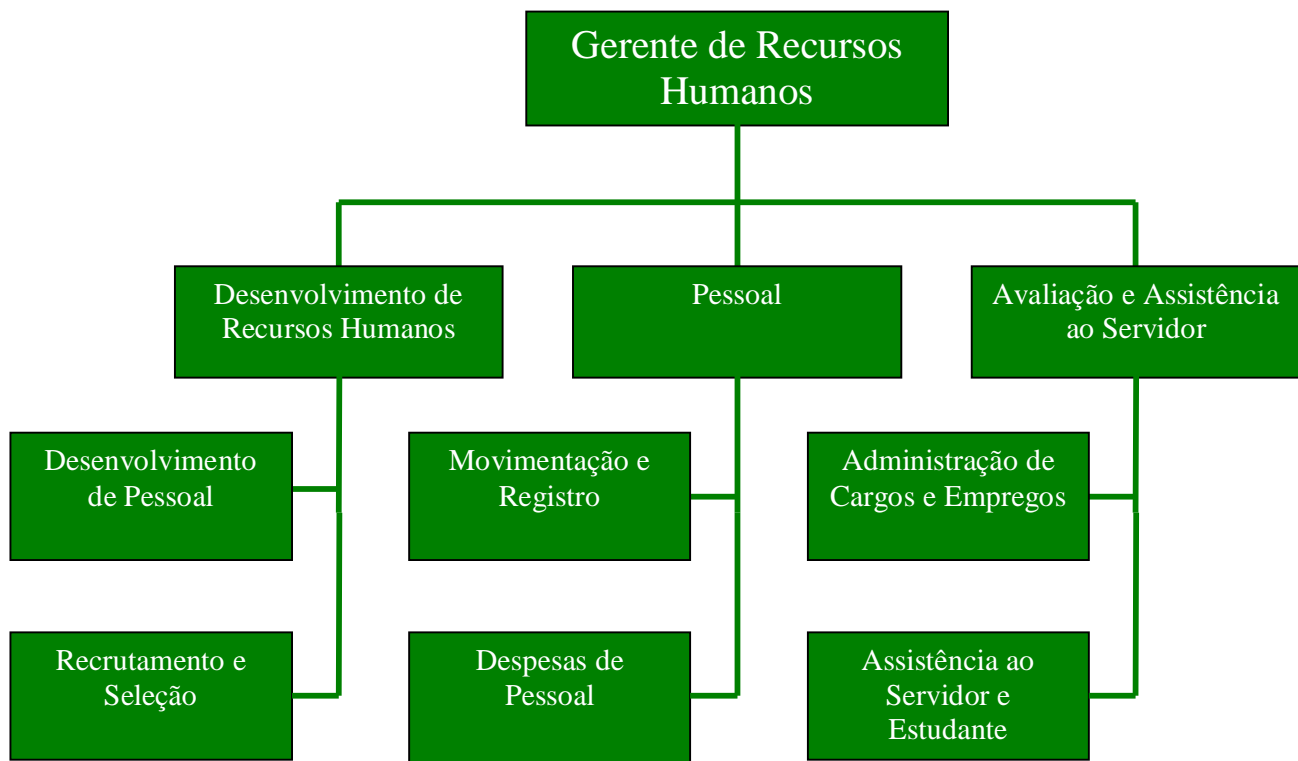 Gerente de Recursos
Humanos
Desenvolvimento de
Recursos Humanos
Pessoal
Avaliação e Assistência
ao Servidor
Desenvolvimento
de Pessoal
Movimentação e
Registro
Administração de
Cargos e Empregos
Recrutamento e
Seleção
Despesas de
Pessoal
Assistência ao
Servidor e
Estudante